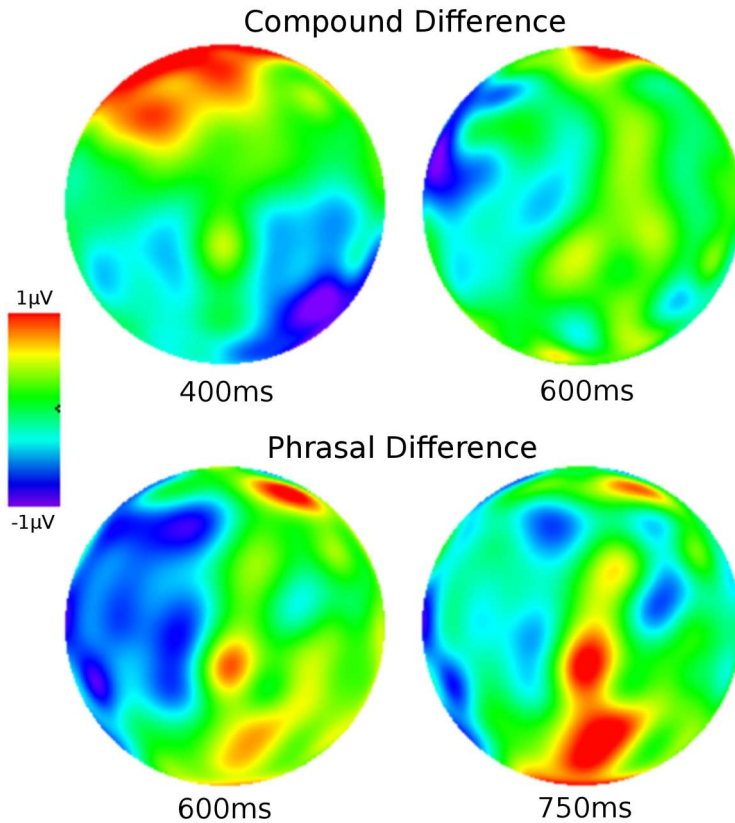 Compound Difference
400ms
600ms
1µV
-1µV
Phrasal Difference
600ms
750ms